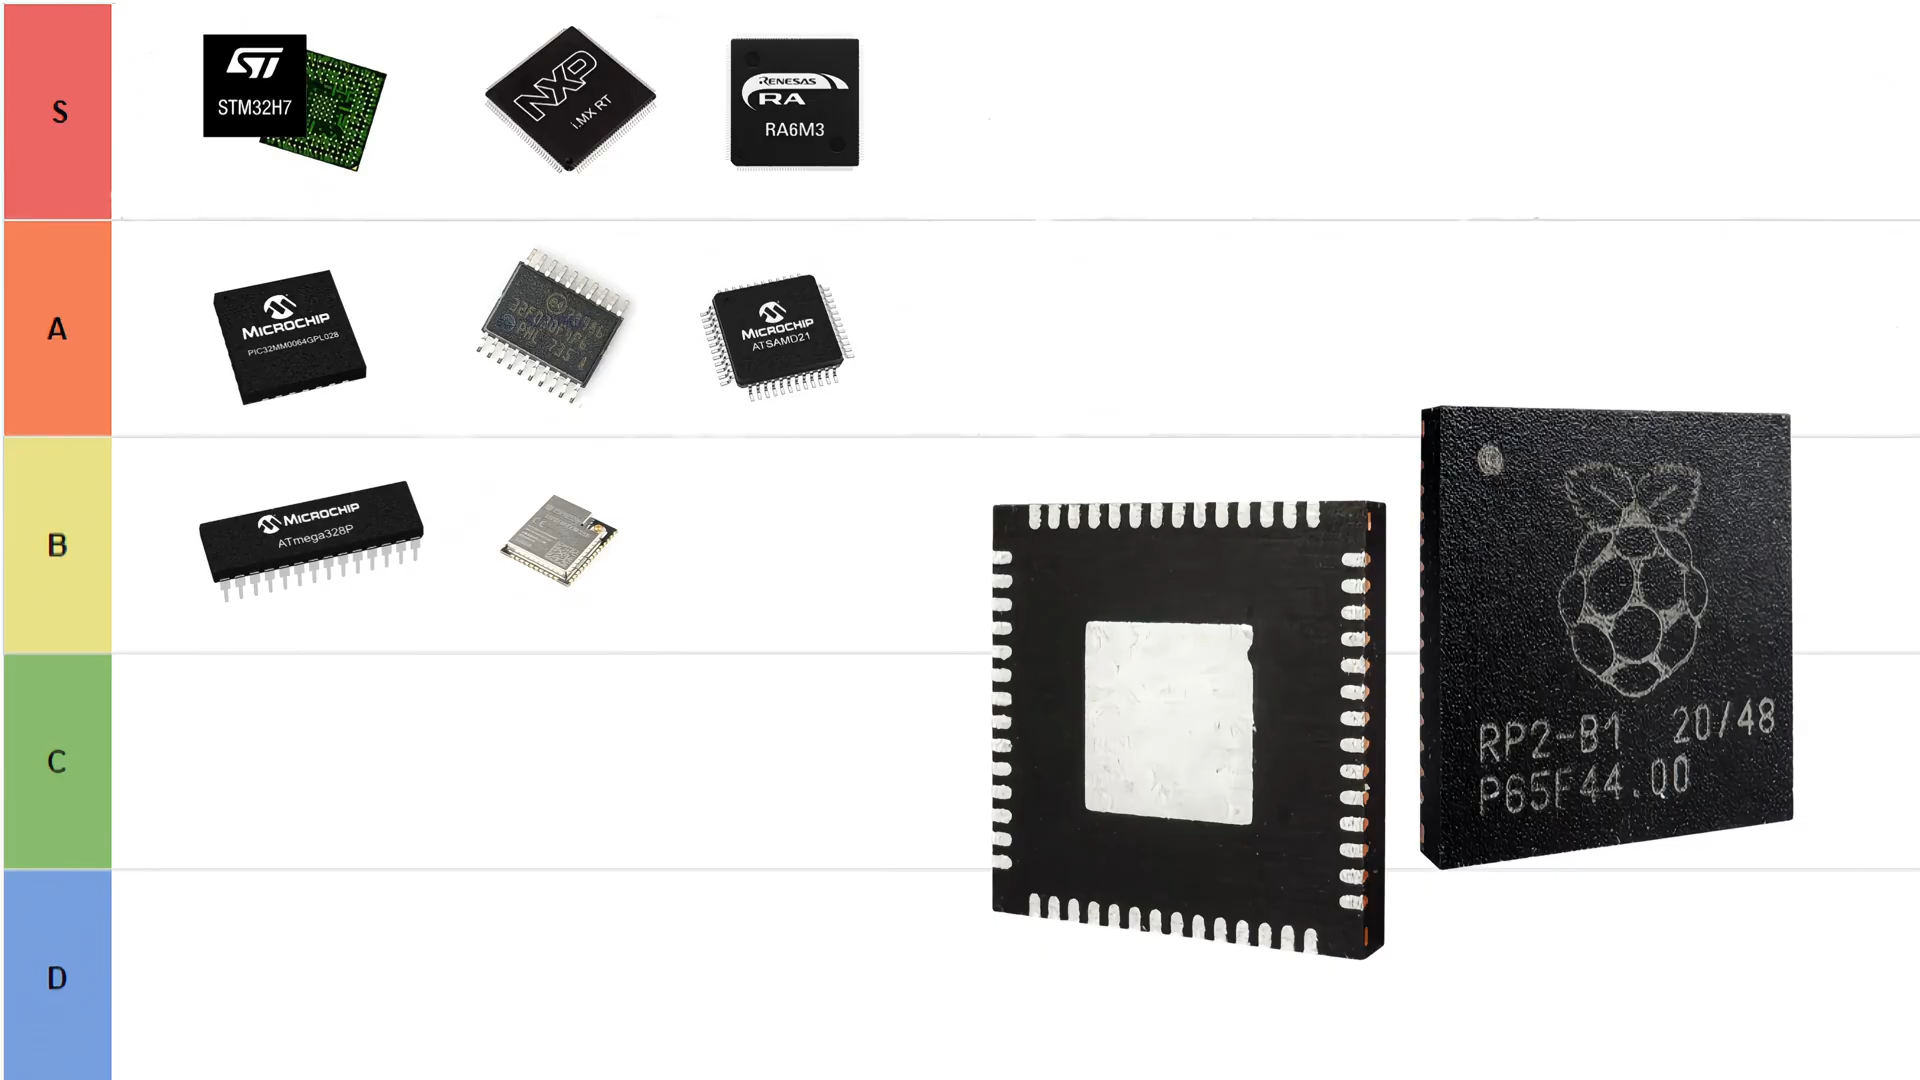 S
STM32H7
NXP
i.MX RT
RENESAS
RA
RA6M3
A
MICROCHIP
PIC32MM0064GPL028
MICROCHIP
ATSAMD21
B
MICROCHIP
ATmega328P
C
RP2-B1 20/48
P65F44.00
D